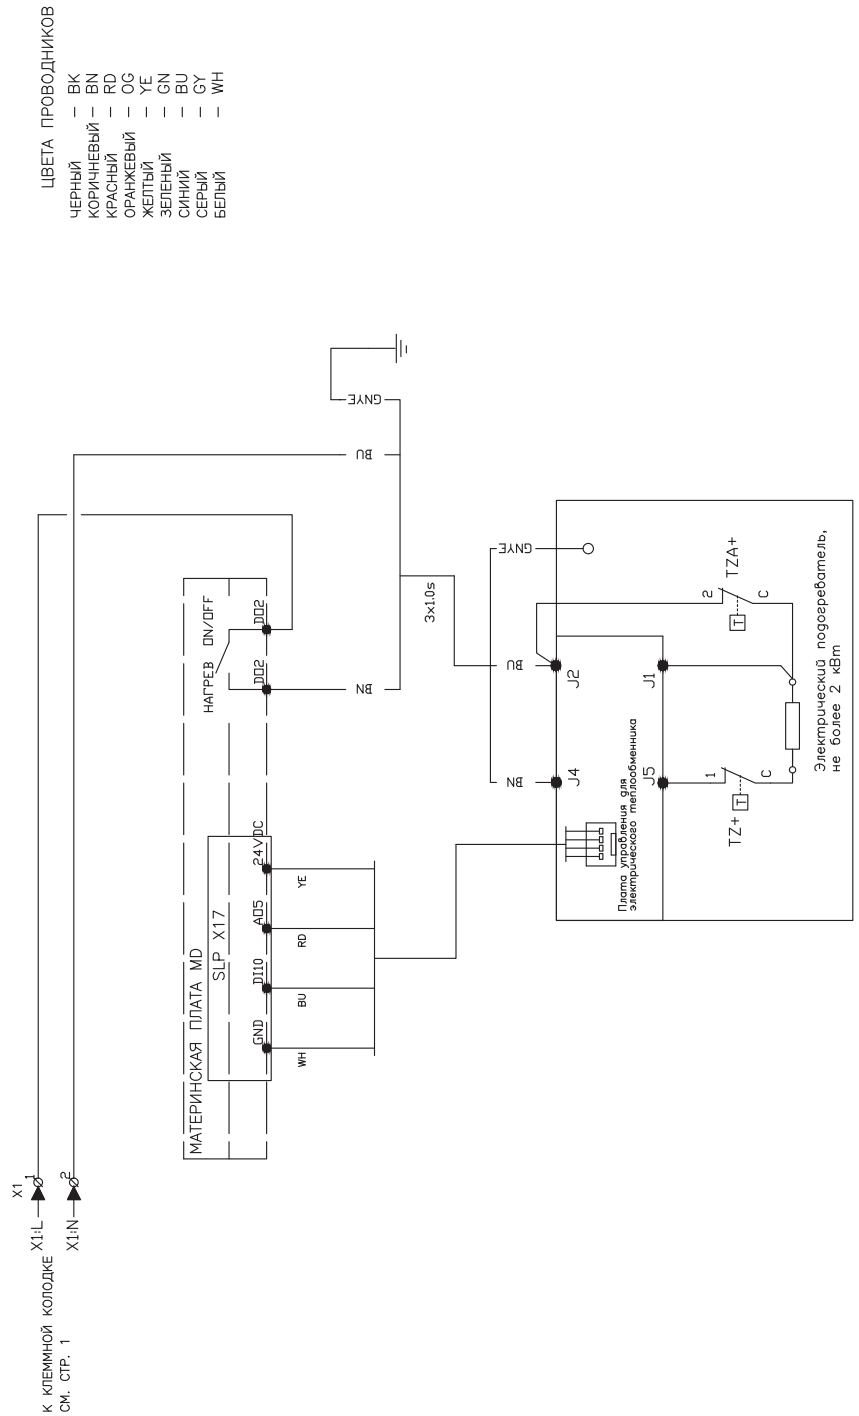 ЦВЕТА ПРОВОДНИКОВ
ЧЕРНЫЙ – BK
КОРИЧНЕВЫЙ – BN
КРАСНЫЙ – RD
ОРАНЖЕВЫЙ – OG
ЖЕЛТЫЙ – YE
ЗЕЛЕНЫЙ – GN
СИНИЙ – BU
СЕРЫЙ – GY
БЕЛЫЙ – WH
К КЛЕММНОЙ КОЛОДКЕ
СМ. СТР. 1
X1
X1:L
1
X1:N
2
МАТЕРИНСКАЯ ПЛАТА MD
SLP X17
GND
DI10
AO5
24VDC
WH
BU
RD
YE
НАГРЕВ ON/OFF
DO2
DO2
BN
BU
GNYE
3x1.0s
BN
BU
GNYE
J4
J2
J5
J1
Плата управления для
электрического теплообменника
TZ+
T
1
C
TZA+
T
2
C
Электрический подогреватель,
не более 2 кВт